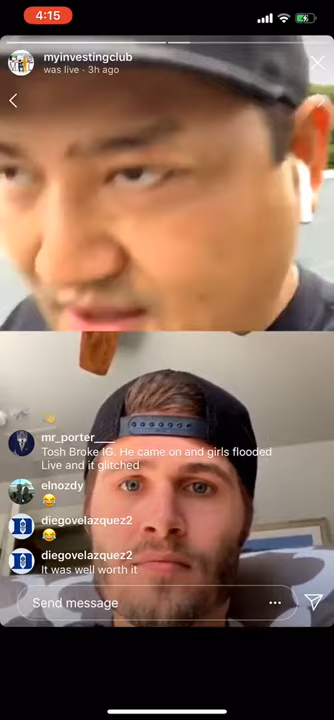 4:15
myinvestingclub
was live · 3h ago
mr_porter___
Tosh Broke IG. He came on and girls flooded
Live and it glitched
elnozdy
diegovelazquez2
diegovelazquez2
It was well worth it
Send message